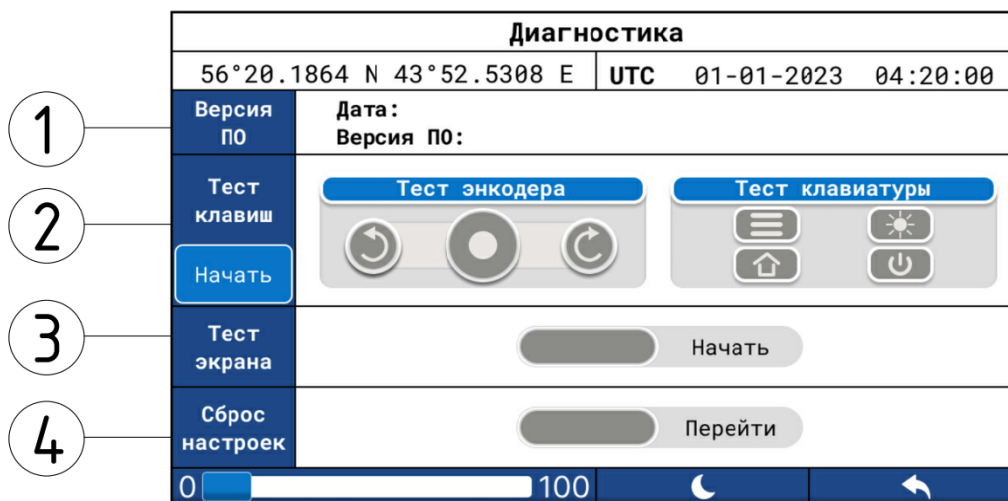 Диагностика
56°20.1864 N 43°52.5308 E UTC 01-01-2023 04:20:00
1
Версия
ПО
Дата:
Версия ПО:
2
Тест
клавиш
Начать
Тест энкодера
Тест клавиатуры
3
Тест
экрана
Начать
4
Сброс
настроек
Перейти
0 100